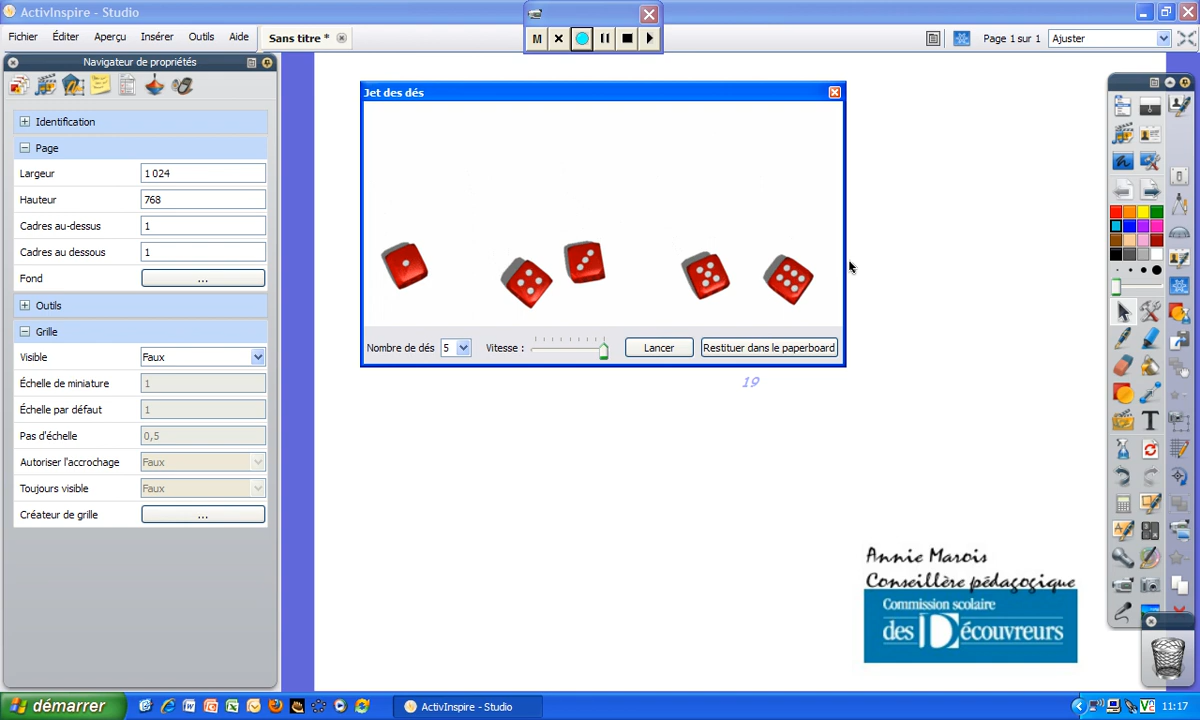 ActivInspire - Studio
Fichier Éditer Aperçu Insérer Outils Aide Sans titre *
M
Page 1 sur 1 Ajuster
Navigateur de propriétés
Identification
Page
Largeur 1 024
Hauteur 768
Cadres au-dessus 1
Cadres au dessous 1
Fond ...
Outils
Grille
Visible Faux
Échelle de miniature 1
Échelle par défaut 1
Pas d'échelle 0,5
Autoriser l'accrochage Faux
Toujours visible Faux
Créateur de grille ...
Jet des dés
Nombre de dés 5 Vitesse : Lancer Restituer dans le paperboard
19
Annie Marois
Conseillère pédagogique
Commission scolaire
des Découvreurs
démarrer
ActivInspire - Studio
11:17